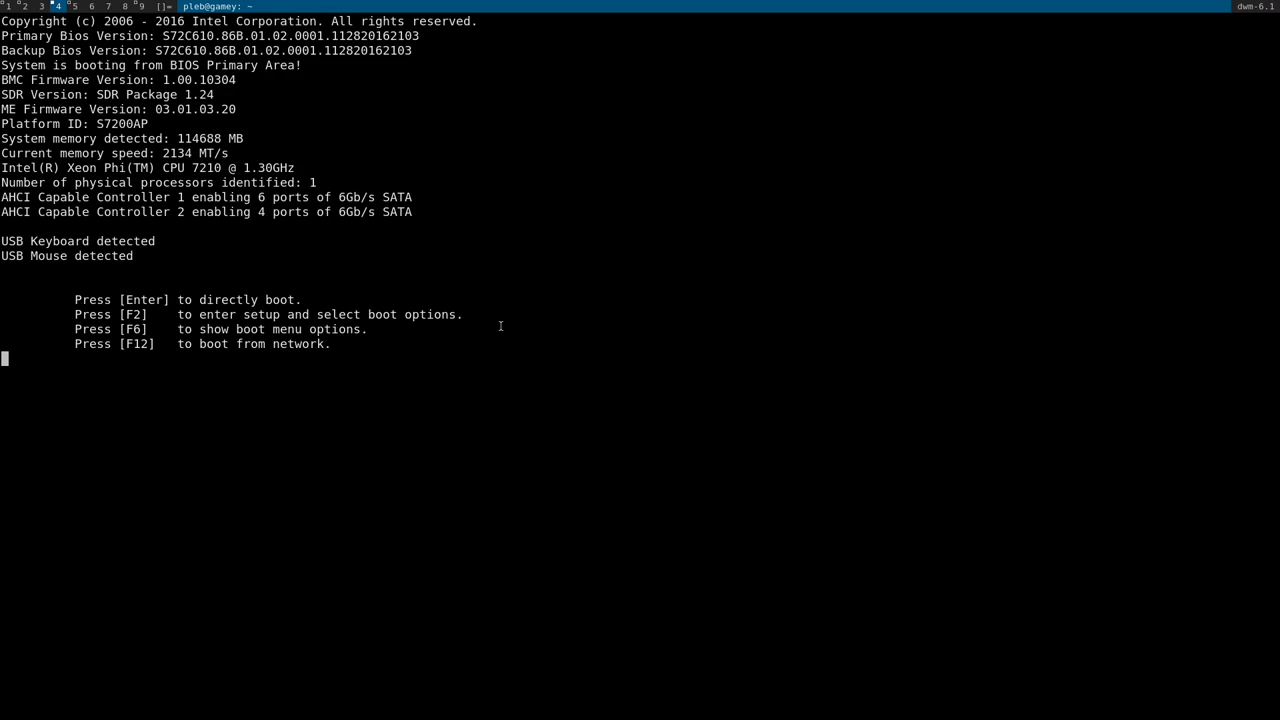 1 2 3 4 5 6 7 8 9 []= pleb@gamey: ~ dwm-6.1
Copyright (c) 2006 - 2016 Intel Corporation. All rights reserved.
Primary Bios Version: S72C610.86B.01.02.0001.112820162103
Backup Bios Version: S72C610.86B.01.02.0001.112820162103
System is booting from BIOS Primary Area!
BMC Firmware Version: 1.00.10304
SDR Version: SDR Package 1.24
ME Firmware Version: 03.01.03.20
Platform ID: S7200AP
System memory detected: 114688 MB
Current memory speed: 2134 MT/s
Intel(R) Xeon Phi(TM) CPU 7210 @ 1.30GHz
Number of physical processors identified: 1
AHCI Capable Controller 1 enabling 6 ports of 6Gb/s SATA
AHCI Capable Controller 2 enabling 4 ports of 6Gb/s SATA
USB Keyboard detected
USB Mouse detected
Press [Enter] to directly boot.
Press [F2]    to enter setup and select boot options.
Press [F6]    to show boot menu options.
Press [F12]   to boot from network.